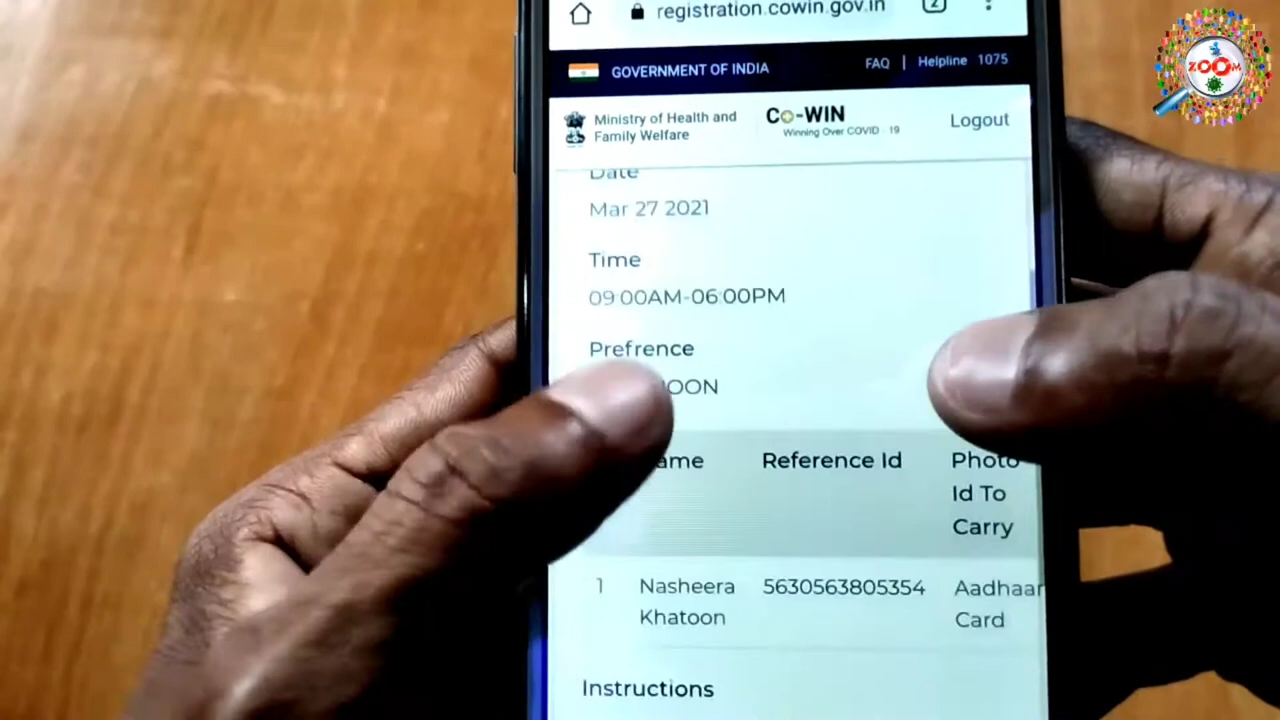 registration.cowin.gov.in
2
GOVERNMENT OF INDIA
FAQ | Helpline 1075
Ministry of Health and
Family Welfare
Co-WIN
Winning Over COVID 19
Logout
Date
Mar 27 2021
Time
09:00AM-06:00PM
Prefrence
Reference Id
Photo
Id To
Carry
1
Nasheera
Khatoon
5630563805354
Aadhaar
Card
Instructions
ZOOM